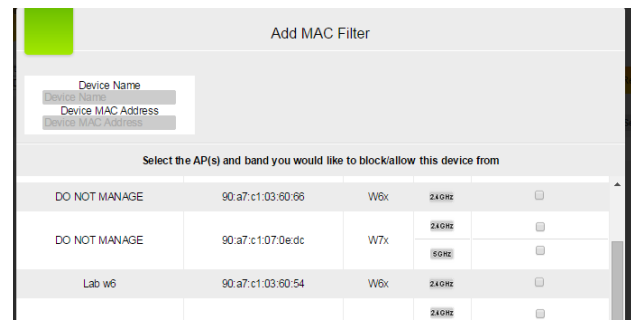 Add MAC Filter
Device Name
Device Name
Device MAC Address
Device MAC Address
Select the AP(s) and band you would like to block/allow this device from
DO NOT MANAGE 90:a7:c1:03:60:66 W6x 2.4GHz
DO NOT MANAGE 90:a7:c1:07:0e:dc W7x 2.4GHz
5GHz
Lab w6 90:a7:c1:03:60:54 W6x 2.4GHz
2.4GHz